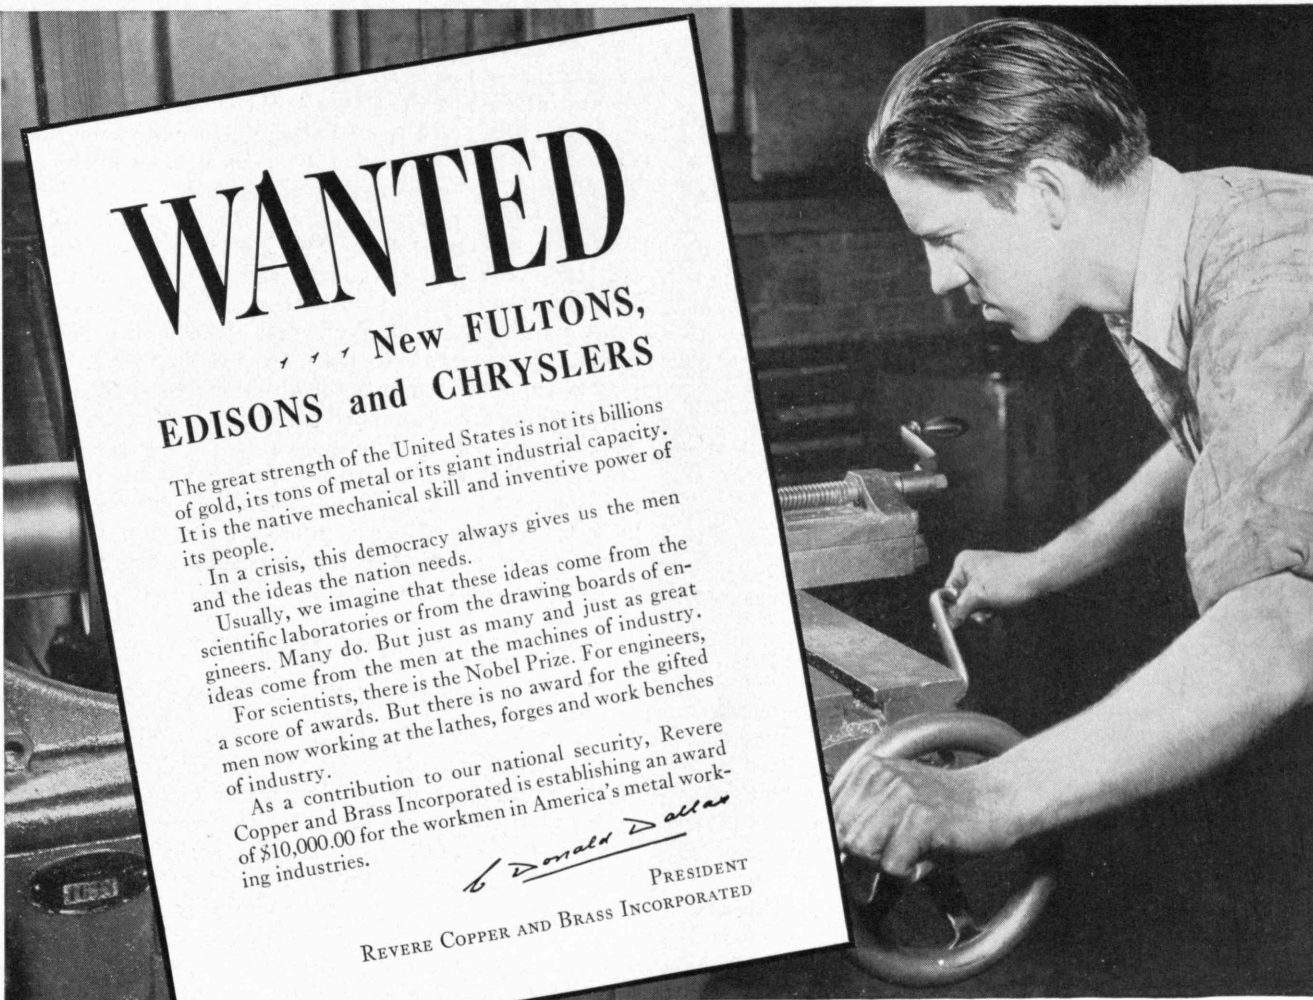 WANTED
, , , New FULTONS,
EDISONS and CHRYSLERS
The great strength of the United States is not its billions
of gold, its tons of metal or its giant industrial capacity.
It is the native mechanical skill and inventive power of
its people.
In a crisis, this democracy always gives us the men
and the ideas the nation needs.
Usually, we imagine that these ideas come from the
scientific laboratories or from the drawing boards of en-
gineers. Many do. But just as many and just as great
ideas come from the men at the machines of industry.
For scientists, there is the Nobel Prize. For engineers,
a score of awards. But there is no award for the gifted
men now working at the lathes, forges and work benches
of industry.
As a contribution to our national security, Revere
Copper and Brass Incorporated is establishing an award
of $10,000.00 for the workmen in America's metal work-
ing industries.
C Donald Dallas
PRESIDENT
REVERE COPPER AND BRASS INCORPORATED